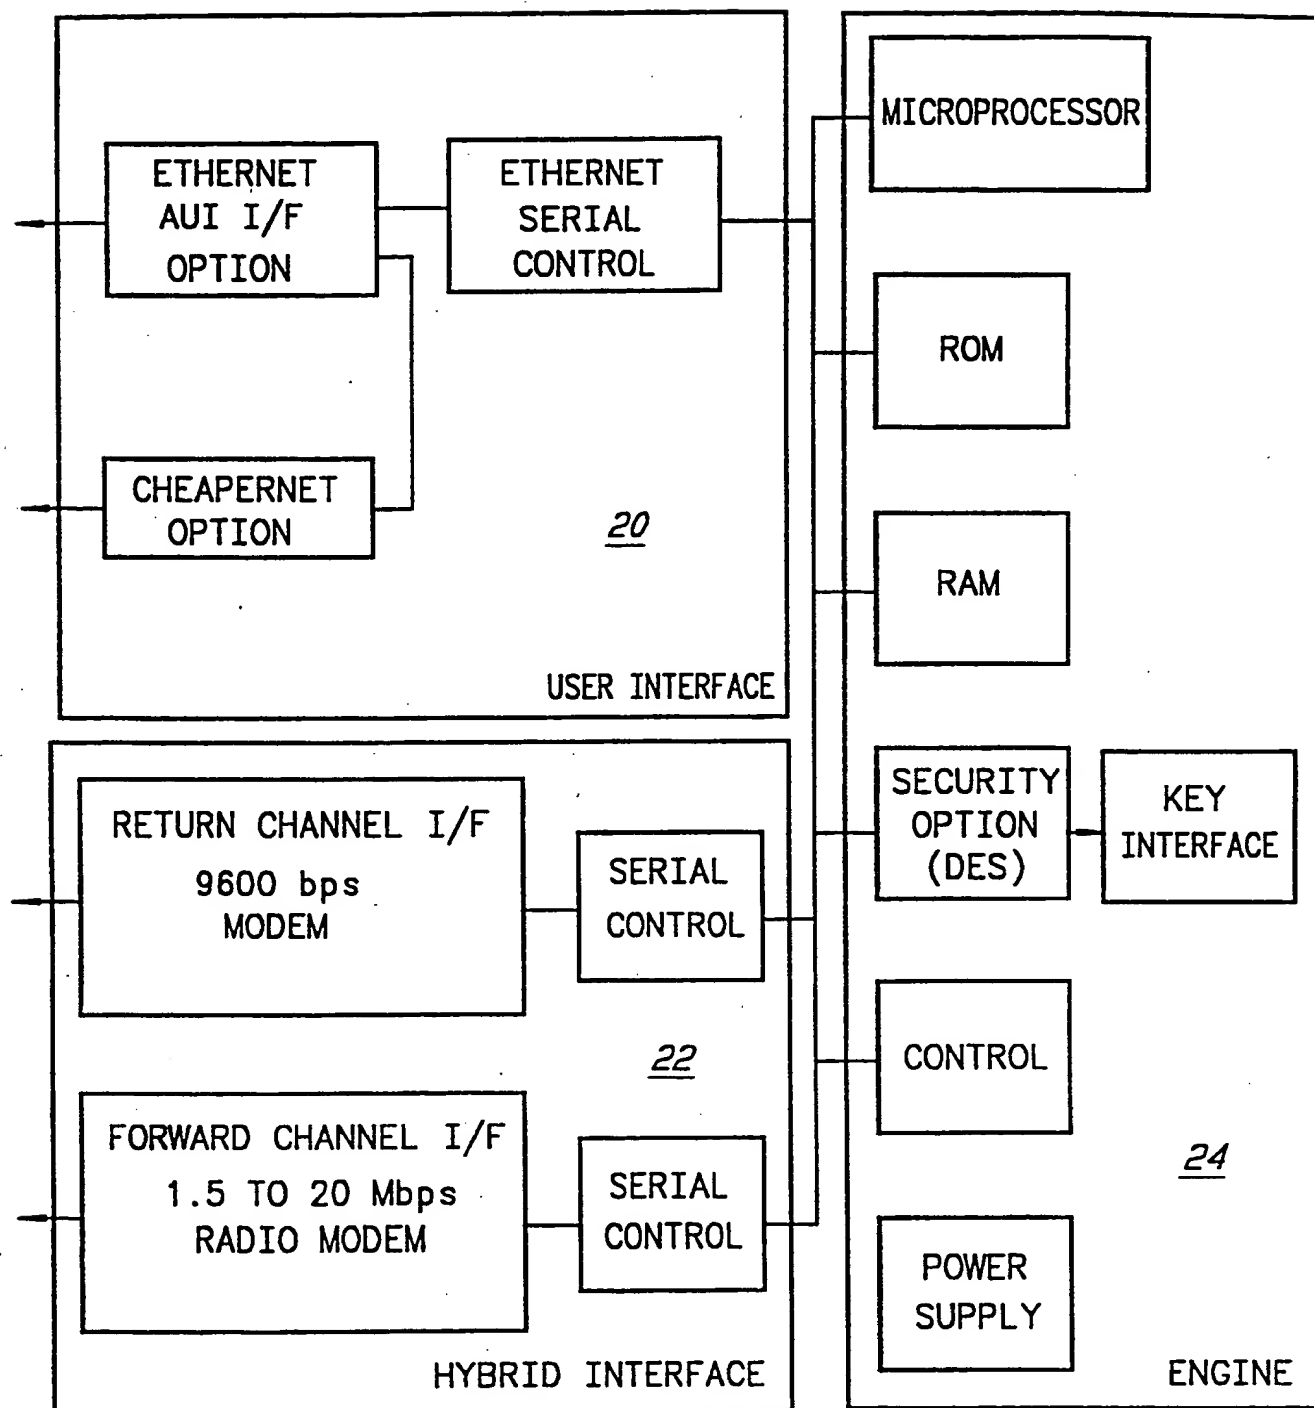 ETHERNET
AUI I/F
OPTION
ETHERNET
SERIAL
CONTROL
CHEAPERNET
OPTION
20
USER INTERFACE
RETURN CHANNEL I/F
9600 bps
MODEM
SERIAL
CONTROL
22
FORWARD CHANNEL I/F
1.5 TO 20 Mbps
RADIO MODEM
SERIAL
CONTROL
HYBRID INTERFACE
MICROPROCESSOR
ROM
RAM
SECURITY
OPTION
(DES)
KEY
INTERFACE
CONTROL
24
POWER
SUPPLY
ENGINE